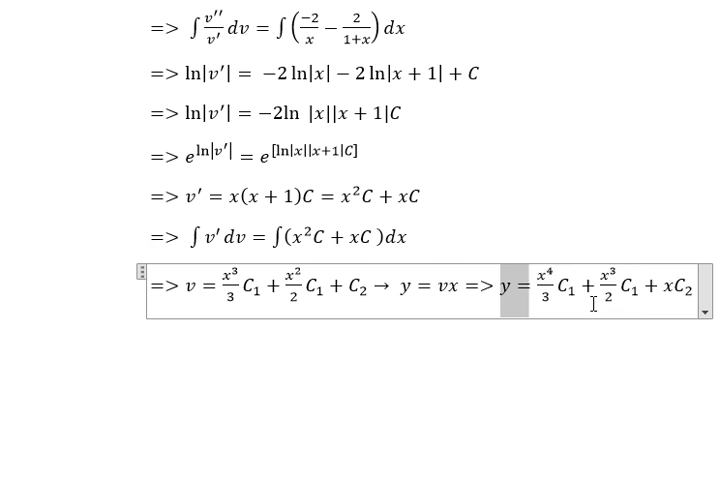 => ∫ v''/v' dv = ∫ (-2/x − 2/(1+x)) dx
=> ln|v'| = −2 ln|x| − 2 ln|x + 1| + C
=> ln|v'| = −2ln |x||x + 1|C
=> e^(ln|v'|) = e^([ln|x||x+1|C])
=> v' = x(x + 1)C = x²C + xC
=> ∫ v' dv = ∫(x²C + xC )dx
=> v = x³/3 C₁ + x²/2 C₁ + C₂ → y = vx => y = x⁴/3 C₁ + x³/2 C₁ + xC₂